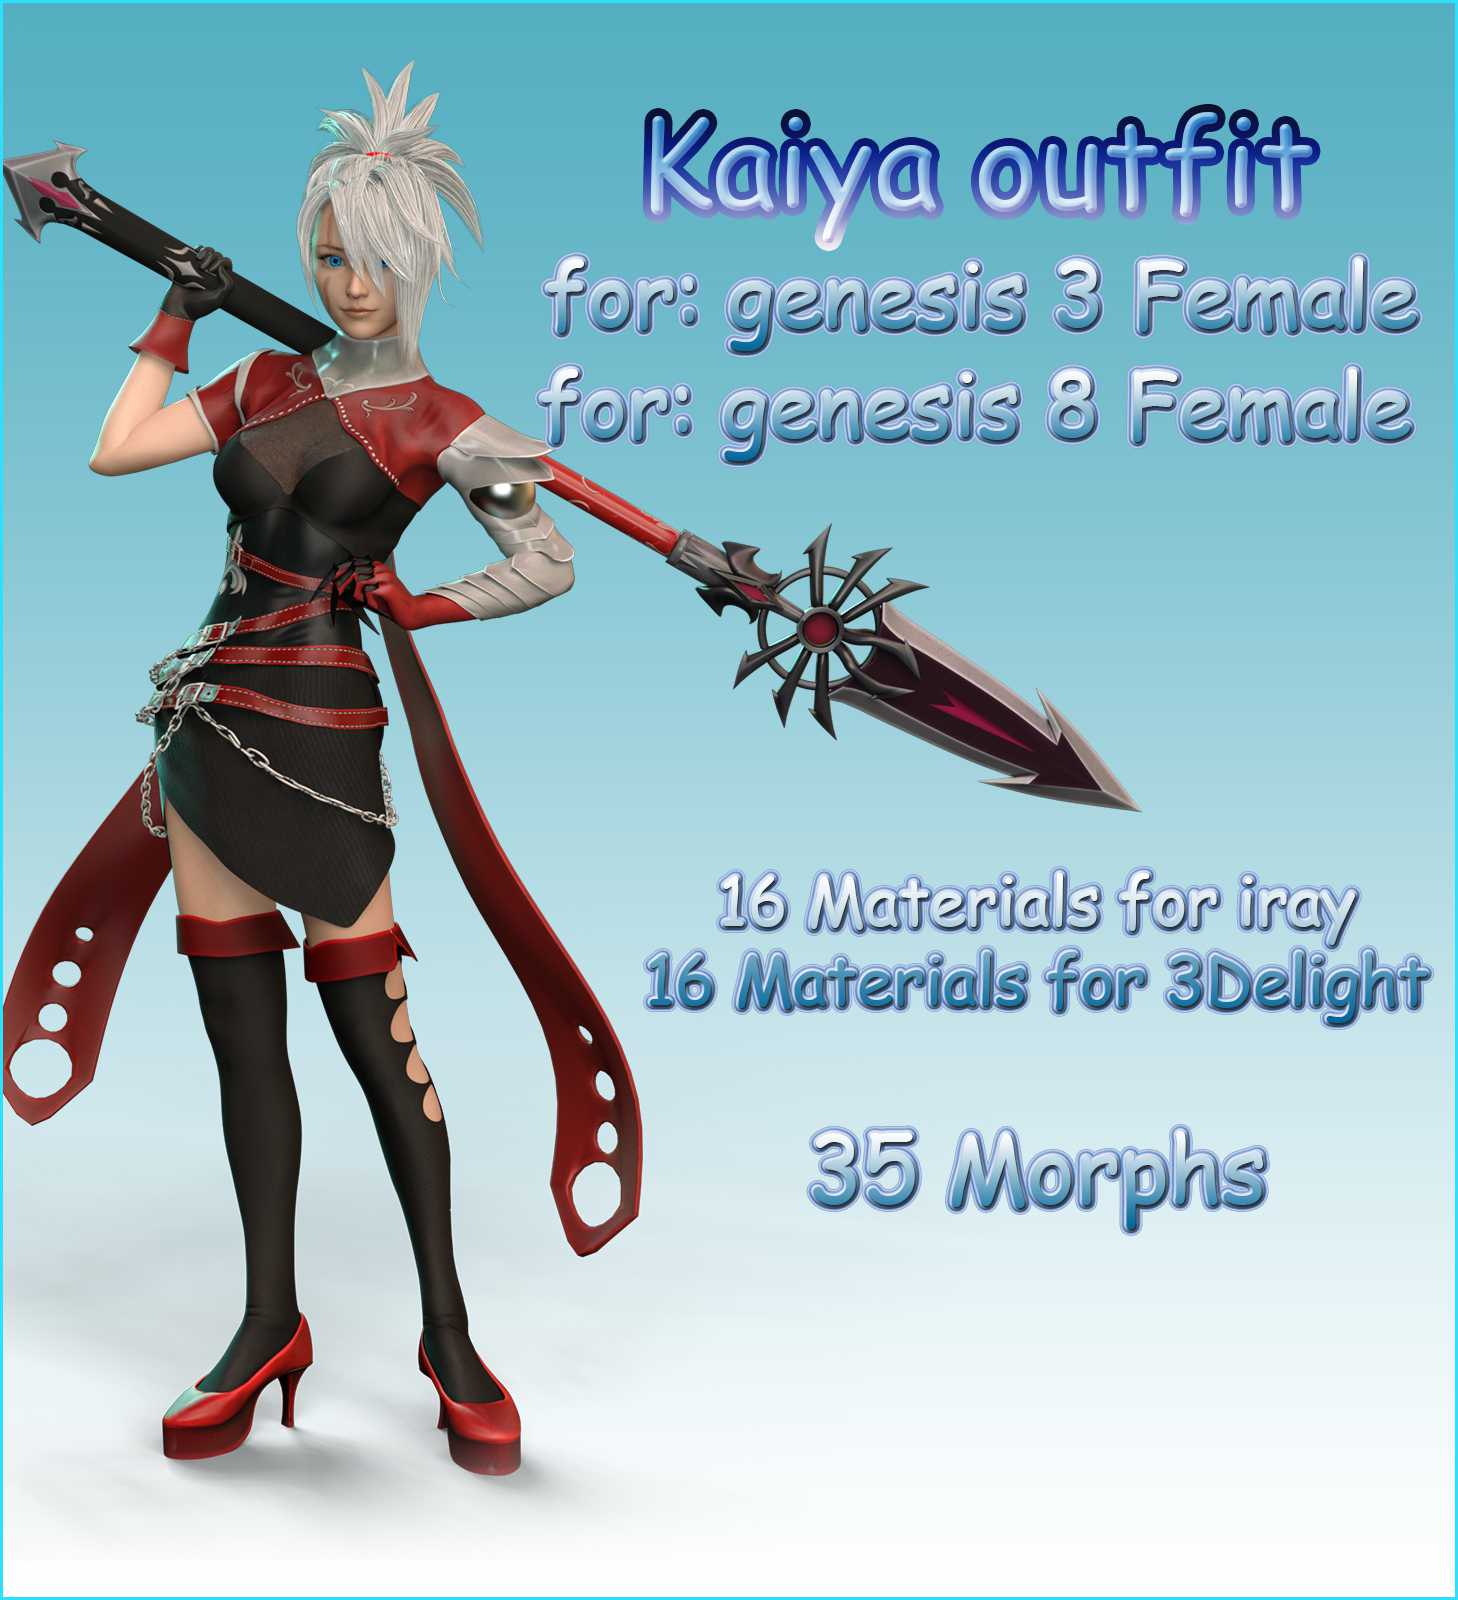 Kaiya outfit
for: genesis 3 Female
for: genesis 8 Female
16 Materials for iray
16 Materials for 3Delight
35 Morphs